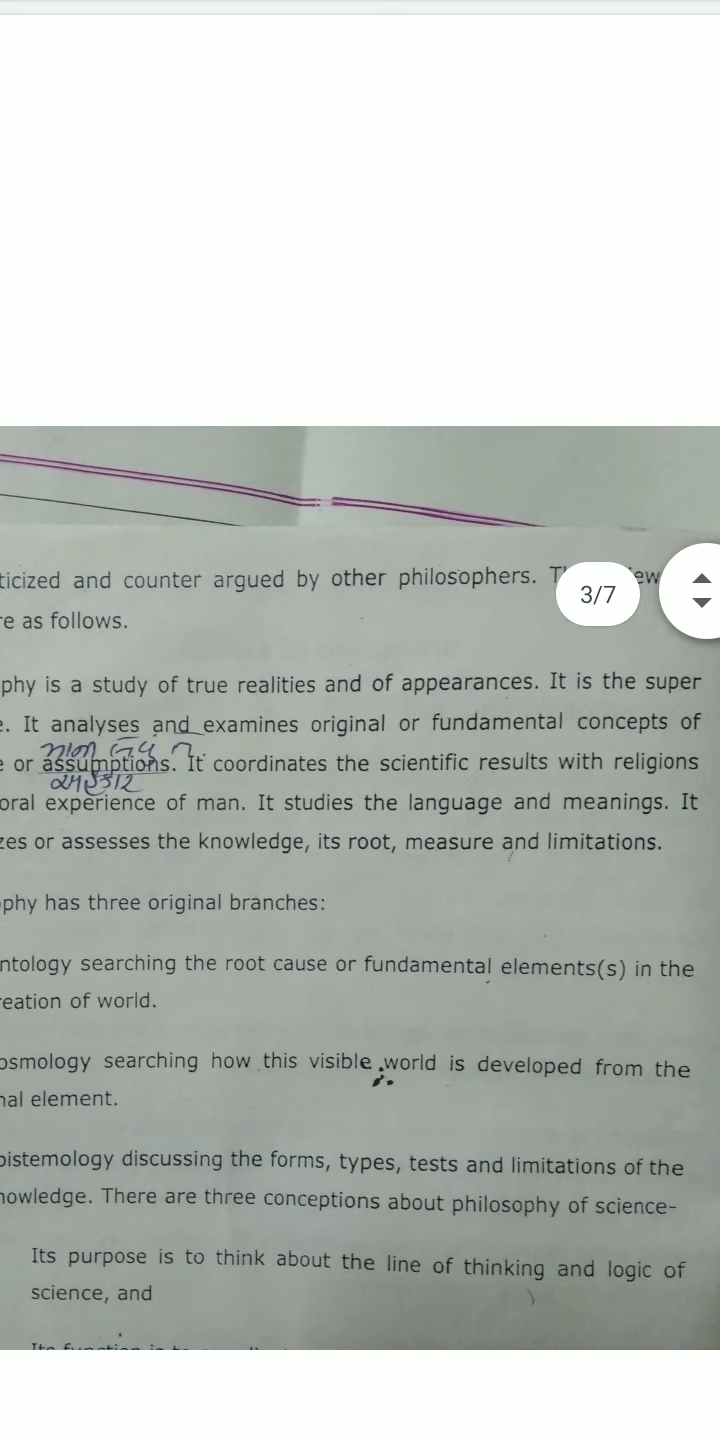 ticized and counter argued by other philosophers.
re as follows.
3/7
phy is a study of true realities and of appearances. It is the super
e. It analyses and examines original or fundamental concepts of
e or assumptions. It coordinates the scientific results with religions
oral experience of man. It studies the language and meanings. It
zes or assesses the knowledge, its root, measure and limitations.
phy has three original branches:
ntology searching the root cause or fundamental elements(s) in the
reation of world.
osmology searching how this visible world is developed from the
nal element.
pistemology discussing the forms, types, tests and limitations of the
nowledge. There are three conceptions about philosophy of science-
Its purpose is to think about the line of thinking and logic of
science, and